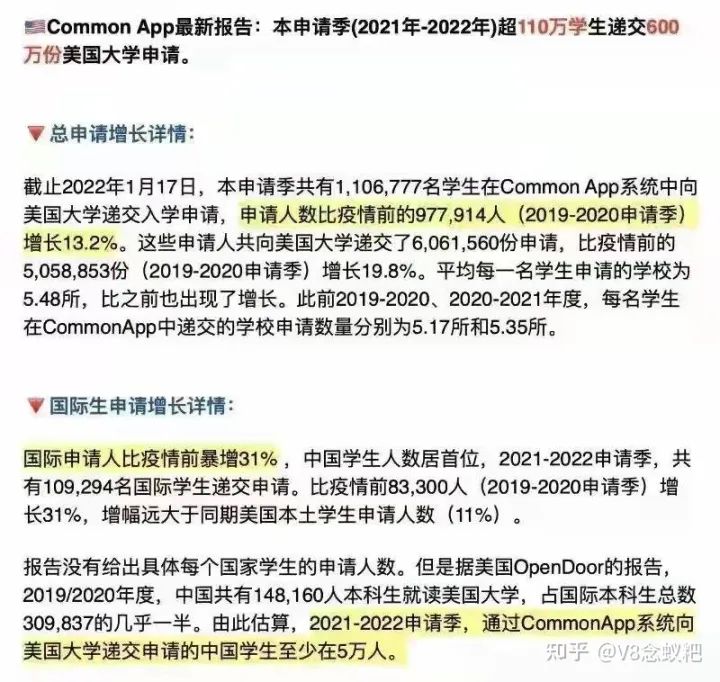 🇺🇸Common App最新报告：本申请季(2021年-2022年)超110万学生递交600
万份美国大学申请。
🔻总申请增长详情：
截止2022年1月17日，本申请季共有1,106,777名学生在Common App系统中向
美国大学递交入学申请，申请人数比疫情前的977,914人（2019-2020申请季）
增长13.2%。这些申请人共向美国大学递交了6,061,560份申请，比疫情前的
5,058,853份（2019-2020申请季）增长19.8%。平均每一名学生申请的学校为
5.48所，比之前也出现了增长。此前2019-2020、2020-2021年度，每名学生
在CommonApp中递交的学校申请数量分别为5.17所和5.35所。
🔻国际生申请增长详情：
国际申请人比疫情前暴增31% ，中国学生人数居首位，2021-2022申请季，共
有109,294名国际学生递交申请。比疫情前83,300人（2019-2020申请季）增
长31%，增幅远大于同期美国本土学生申请人数（11%）。
报告没有给出具体每个国家学生的申请人数。但是据美国OpenDoor的报告，
2019/2020年度，中国共有148,160人本科生就读美国大学，占国际本科生总数
309,837的几乎一半。由此估算，2021-2022申请季，通过CommonApp系统向
美国大学递交申请的中国学生至少在5万人。
知乎 @V8念蚁粑